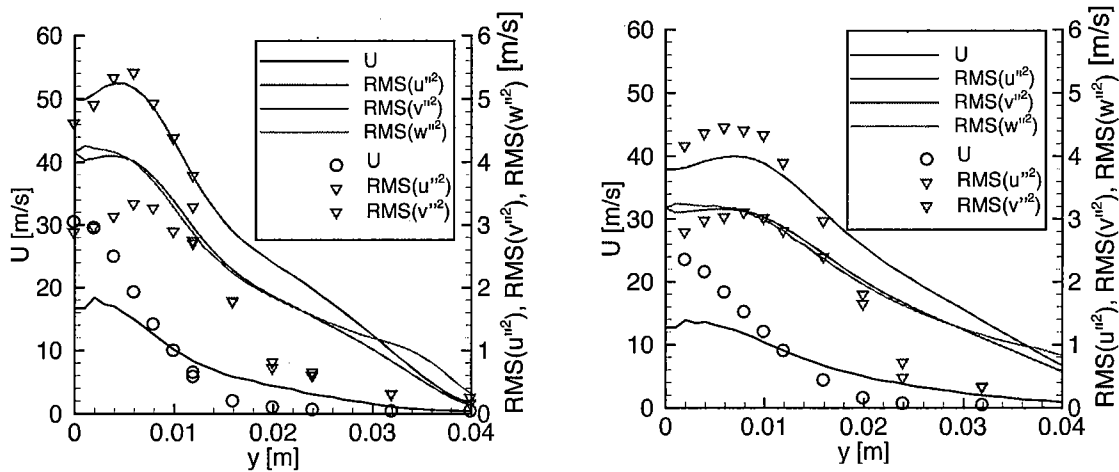 U [m/s]
60
50
40
30
20
10
0
0
0.01
0.02
0.03
0.04
y [m]
6
5
4
3
2
1
0
RMS(u"²), RMS(v"²), RMS(w"²) [m/s]
U
RMS(u"²)
RMS(v"²)
RMS(w"²)
U
RMS(u"²)
RMS(v"²)
U [m/s]
60
50
40
30
20
10
0
0
0.01
0.02
0.03
0.04
y [m]
6
5
4
3
2
1
0
RMS(u"²), RMS(v"²), RMS(w"²) [m/s]
U
RMS(u"²)
RMS(v"²)
RMS(w"²)
U
RMS(u"²)
RMS(v"²)